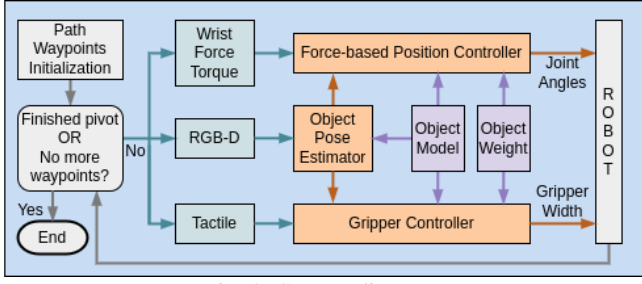 Path
Waypoints
Initialization
Finished pivot
OR
No more
waypoints?
Yes
No
End
Wrist
Force
Torque
RGB-D
Tactile
Force-based Position Controller
Object
Pose
Estimator
Object
Model
Object
Weight
Gripper Controller
Joint
Angles
Gripper
Width
R
O
B
O
T